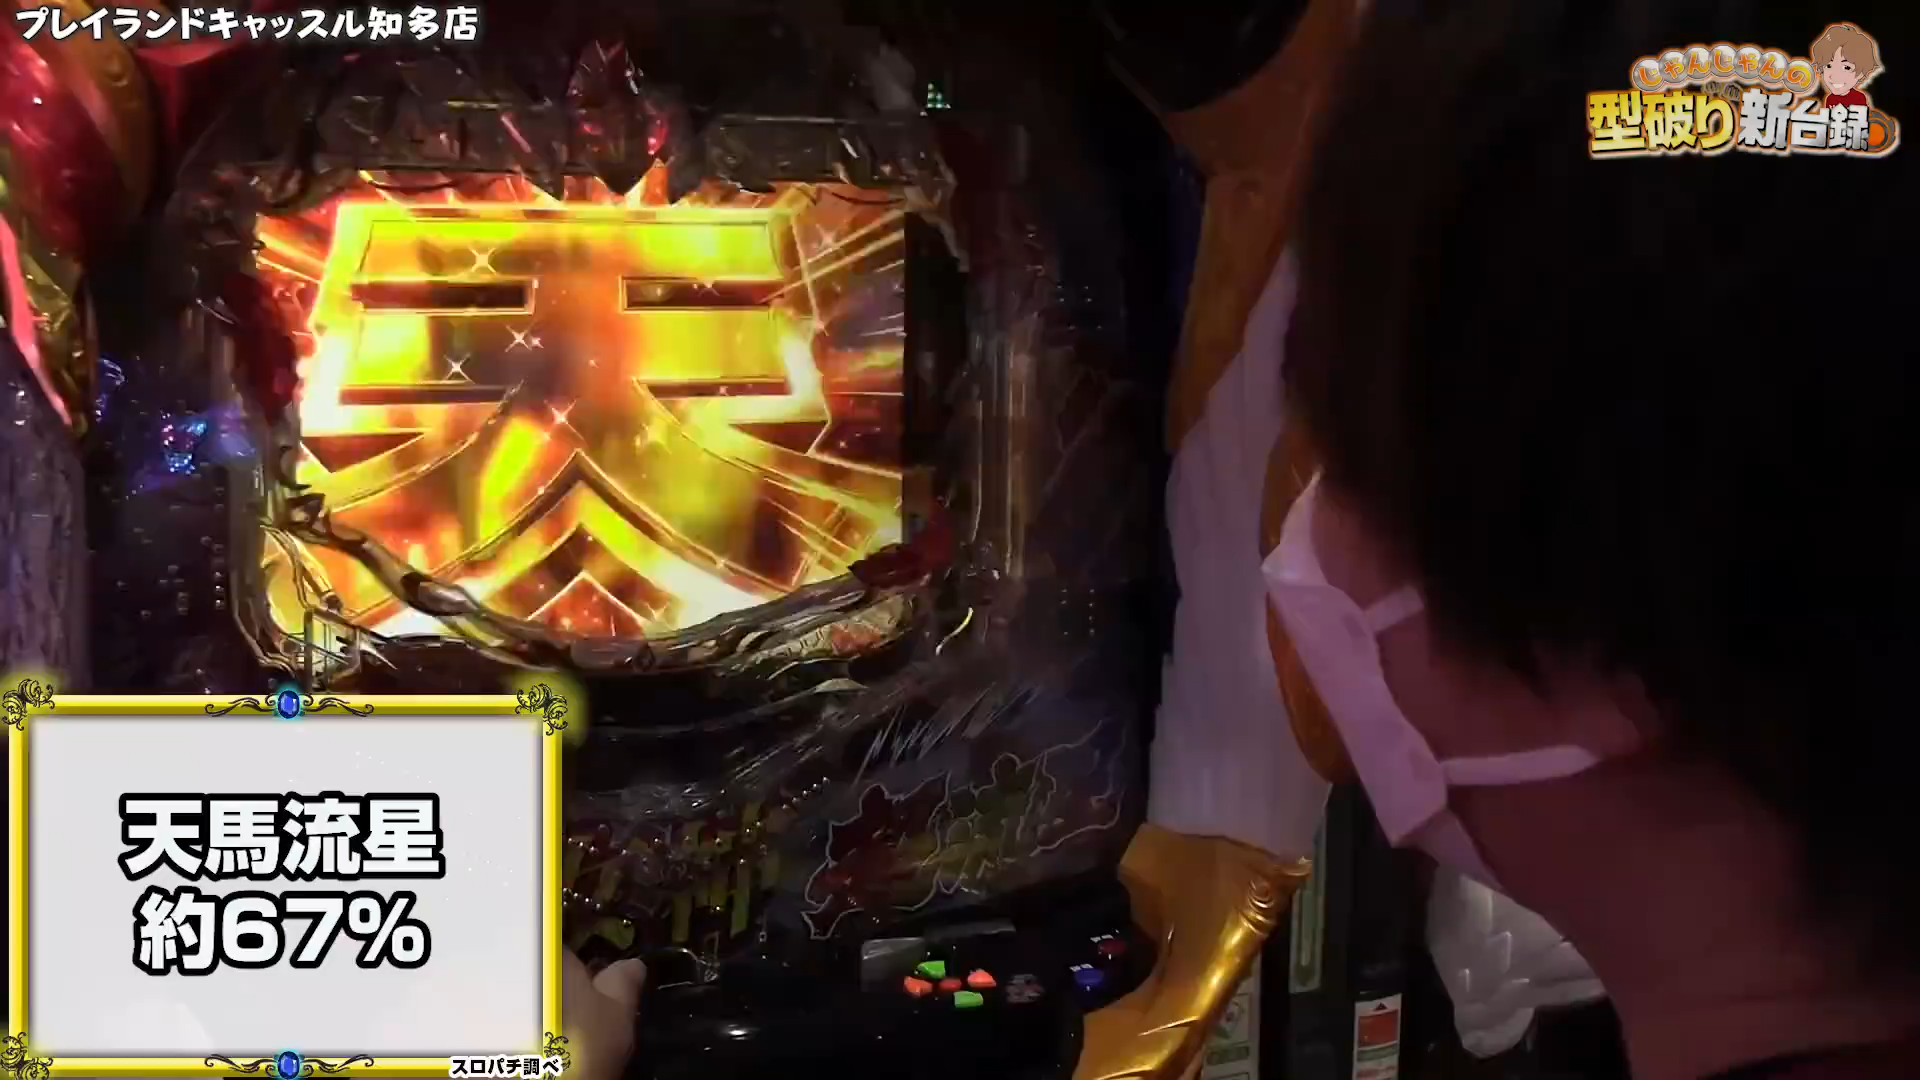 プレイランドキャッスル知多店
じゃんじゃんの
型破り新台録
天
天馬流星
約67%
スロパチ調べ